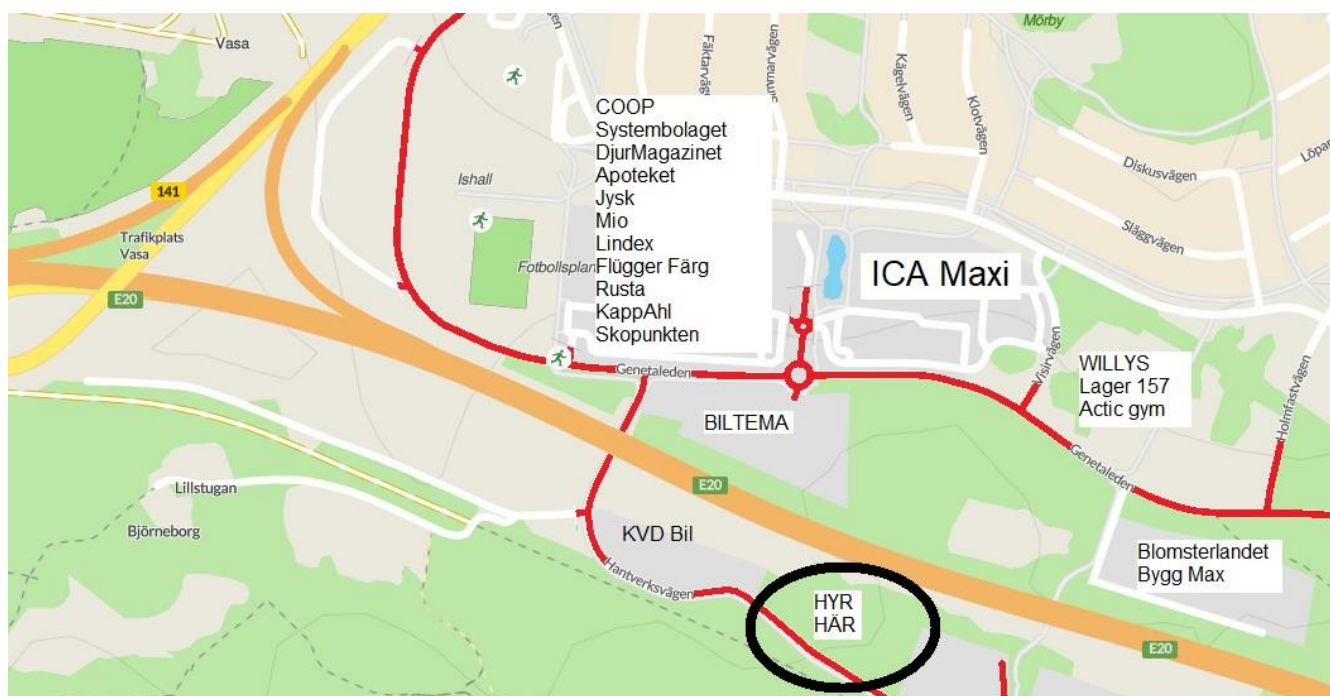 Vasa
141
Trafikplats
Vasa
E20
Ishall
Fotbollsplan
COOP
Systembolaget
DjurMagazinet
Apoteket
Jysk
Mio
Lindex
Flügger Färg
Rusta
KappAhl
Skopunkten
Fäktarvägen
Kägelvägen
Klotvägen
Mörby
Diskusvägen
Släggvägen
Löpar
ICA Maxi
Visirvägen
WILLYS
Lager 157
Actic gym
Holmfastvägen
Genetaleden
BILTEMA
Genetaleden
E20
Lillstugan
Björneborg
KVD Bil
Hantverksvägen
HYR
HÄR
Blomsterlandet
Bygg Max
E20